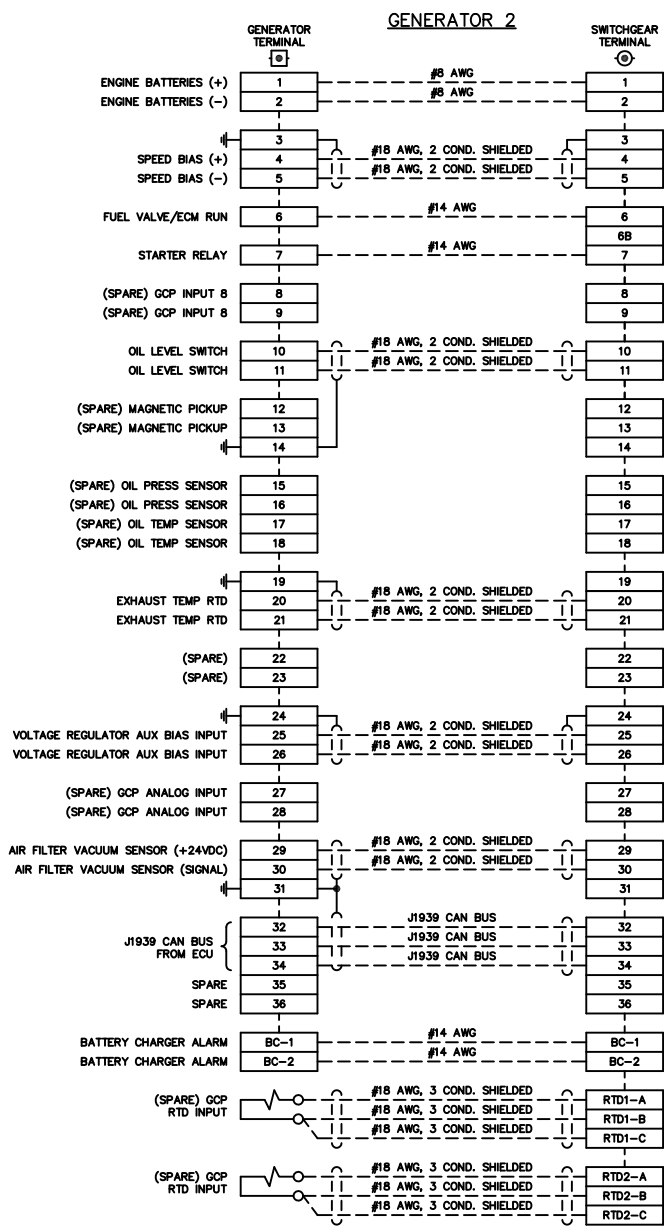 GENERATOR 2
GENERATOR TERMINAL
SWITCHGEAR TERMINAL
ENGINE BATTERIES (+) 1 #8 AWG 1
ENGINE BATTERIES (−) 2 #8 AWG 2
3 3
SPEED BIAS (+) 4 #18 AWG, 2 COND. SHIELDED 4
SPEED BIAS (−) 5 #18 AWG, 2 COND. SHIELDED 5
FUEL VALVE/ECM RUN 6 #14 AWG 6
6B
STARTER RELAY 7 #14 AWG 7
(SPARE) GCP INPUT 8 8 8
(SPARE) GCP INPUT 8 9 9
OIL LEVEL SWITCH 10 #18 AWG, 2 COND. SHIELDED 10
OIL LEVEL SWITCH 11 #18 AWG, 2 COND. SHIELDED 11
(SPARE) MAGNETIC PICKUP 12 12
(SPARE) MAGNETIC PICKUP 13 13
14 14
(SPARE) OIL PRESS SENSOR 15 15
(SPARE) OIL PRESS SENSOR 16 16
(SPARE) OIL TEMP SENSOR 17 17
(SPARE) OIL TEMP SENSOR 18 18
19 19
EXHAUST TEMP RTD 20 #18 AWG, 2 COND. SHIELDED 20
EXHAUST TEMP RTD 21 #18 AWG, 2 COND. SHIELDED 21
(SPARE) 22 22
(SPARE) 23 23
24 24
VOLTAGE REGULATOR AUX BIAS INPUT 25 #18 AWG, 2 COND. SHIELDED 25
VOLTAGE REGULATOR AUX BIAS INPUT 26 #18 AWG, 2 COND. SHIELDED 26
(SPARE) GCP ANALOG INPUT 27 27
(SPARE) GCP ANALOG INPUT 28 28
AIR FILTER VACUUM SENSOR (+24VDC) 29 #18 AWG, 2 COND. SHIELDED 29
AIR FILTER VACUUM SENSOR (SIGNAL) 30 #18 AWG, 2 COND. SHIELDED 30
31 31
J1939 CAN BUS FROM ECU
32 J1939 CAN BUS 32
33 J1939 CAN BUS 33
34 J1939 CAN BUS 34
SPARE 35 35
SPARE 36 36
BATTERY CHARGER ALARM BC−1 #14 AWG BC−1
BATTERY CHARGER ALARM BC−2 #14 AWG BC−2
(SPARE) GCP RTD INPUT
#18 AWG, 3 COND. SHIELDED RTD1−A
#18 AWG, 3 COND. SHIELDED RTD1−B
#18 AWG, 3 COND. SHIELDED RTD1−C
(SPARE) GCP RTD INPUT
#18 AWG, 3 COND. SHIELDED RTD2−A
#18 AWG, 3 COND. SHIELDED RTD2−B
#18 AWG, 3 COND. SHIELDED RTD2−C